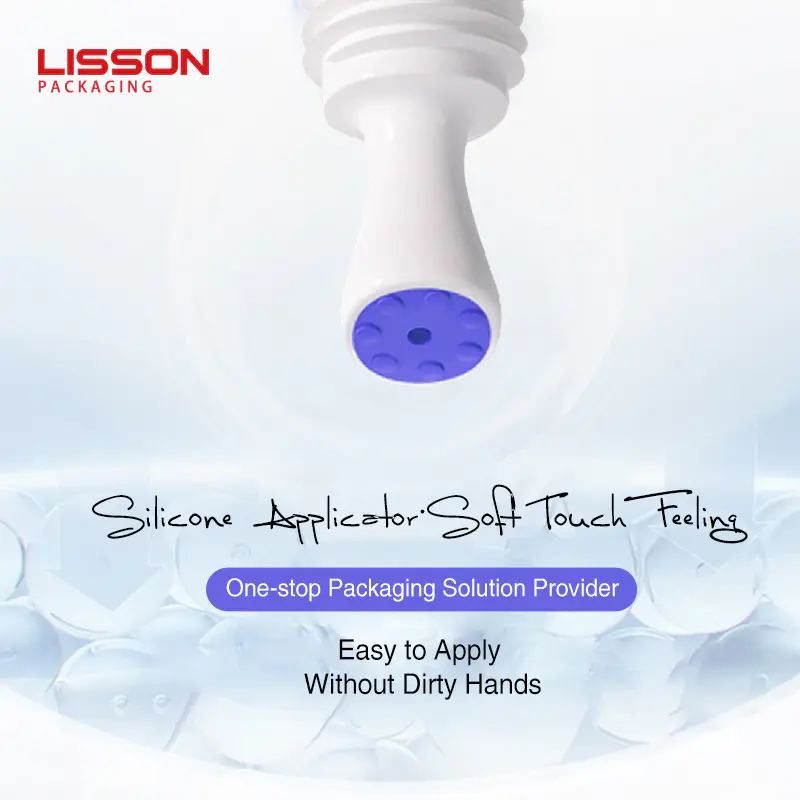 LISSON
PACKAGING
Silicone Applicator·Soft Touch Feeling
One-stop Packaging Solution Provider
Easy to Apply
Without Dirty Hands